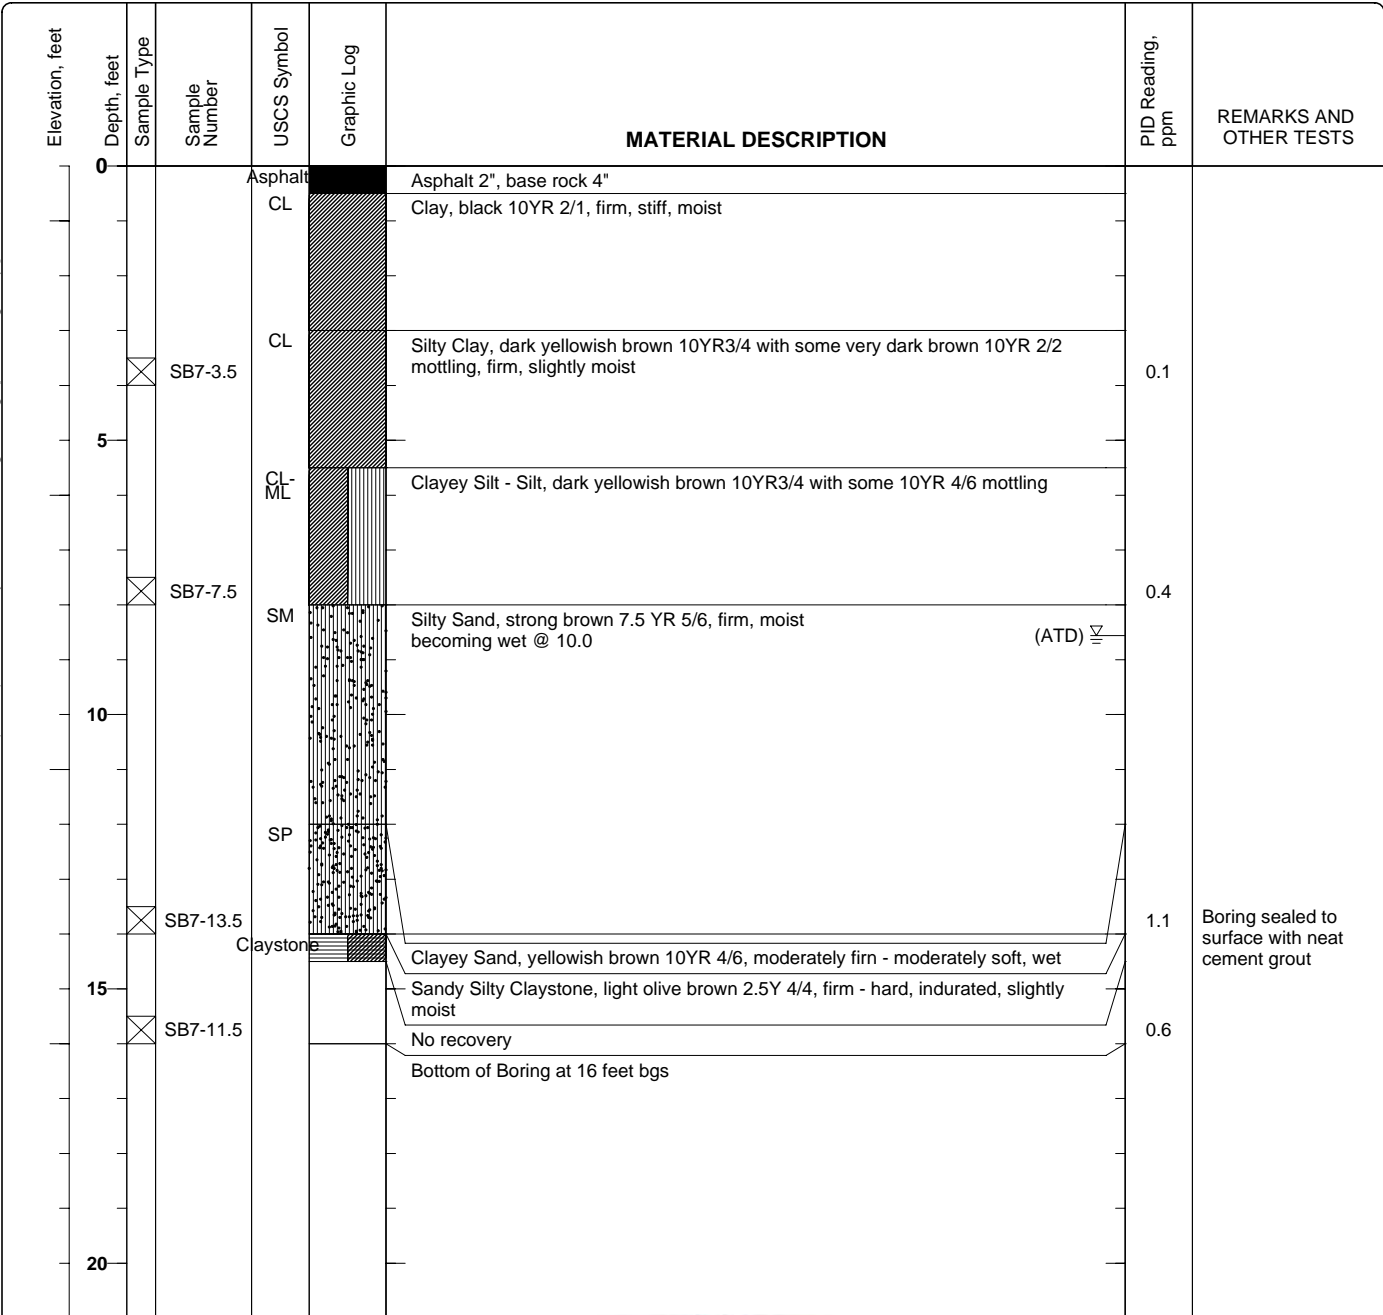 Elevation, feet
Depth, feet
Sample Type
Sample
Number
USCS Symbol
Graphic Log
MATERIAL DESCRIPTION
PID Reading,
ppm
REMARKS AND
OTHER TESTS
0
Asphalt
Asphalt 2", base rock 4"
CL
Clay, black 10YR 2/1, firm, stiff, moist
CL
Silty Clay, dark yellowish brown 10YR3/4 with some very dark brown 10YR 2/2
mottling, firm, slightly moist
SB7-3.5
0.1
5
CL-
ML
Clayey Silt - Silt, dark yellowish brown 10YR3/4 with some 10YR 4/6 mottling
SB7-7.5
0.4
SM
Silty Sand, strong brown 7.5 YR 5/6, firm, moist
becoming wet @ 10.0
(ATD)
10
SP
SB7-13.5
1.1
Boring sealed to
surface with neat
cement grout
Claystone
Clayey Sand, yellowish brown 10YR 4/6, moderately firn - moderately soft, wet
15
Sandy Silty Claystone, light olive brown 2.5Y 4/4, firm - hard, indurated, slightly
moist
SB7-11.5
0.6
No recovery
Bottom of Boring at 16 feet bgs
20